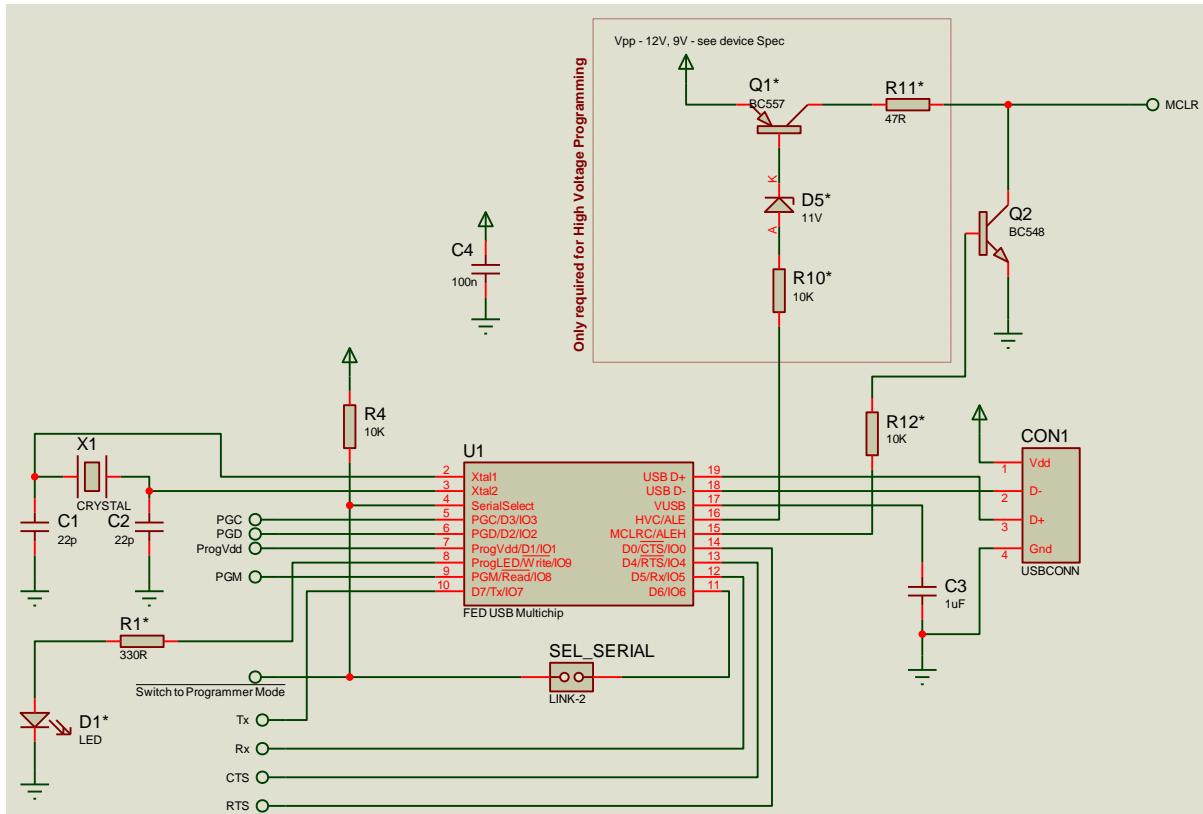 Vpp - 12V, 9V - see device Spec
Only required for High Voltage Programming
Q1*
BC557
R11*
47R
MCLR
K
D5*
11V
A
Q2
BC548
C4
100n
R10*
10K
R4
10K
R12*
10K
X1
CRYSTAL
C1
22p
C2
22p
U1
2 Xtal1 USB D+ 19
3 Xtal2 USB D- 18
4 SerialSelect VUSB 17
5 PGC/D3/IO3 HVC/ALE 16
6 PGD/D2/IO2 MCLRC/ALEH 15
7 ProgVdd/D1/IO1 D0/CTS/IO0 14
8 ProgLED/Write/IO9 D4/RTS/IO4 13
9 PGM/Read/IO8 D5/Rx/IO5 12
10 D7/Tx/IO7 D6/IO6 11
FED USB Multichip
PGC
PGD
ProgVdd
PGM
CON1
Vdd
1
D-
2
D+
3
Gnd
4
USBCONN
C3
1uF
R1*
330R
SEL_SERIAL
LINK-2
Switch to Programmer Mode
D1*
LED
Tx
Rx
CTS
RTS